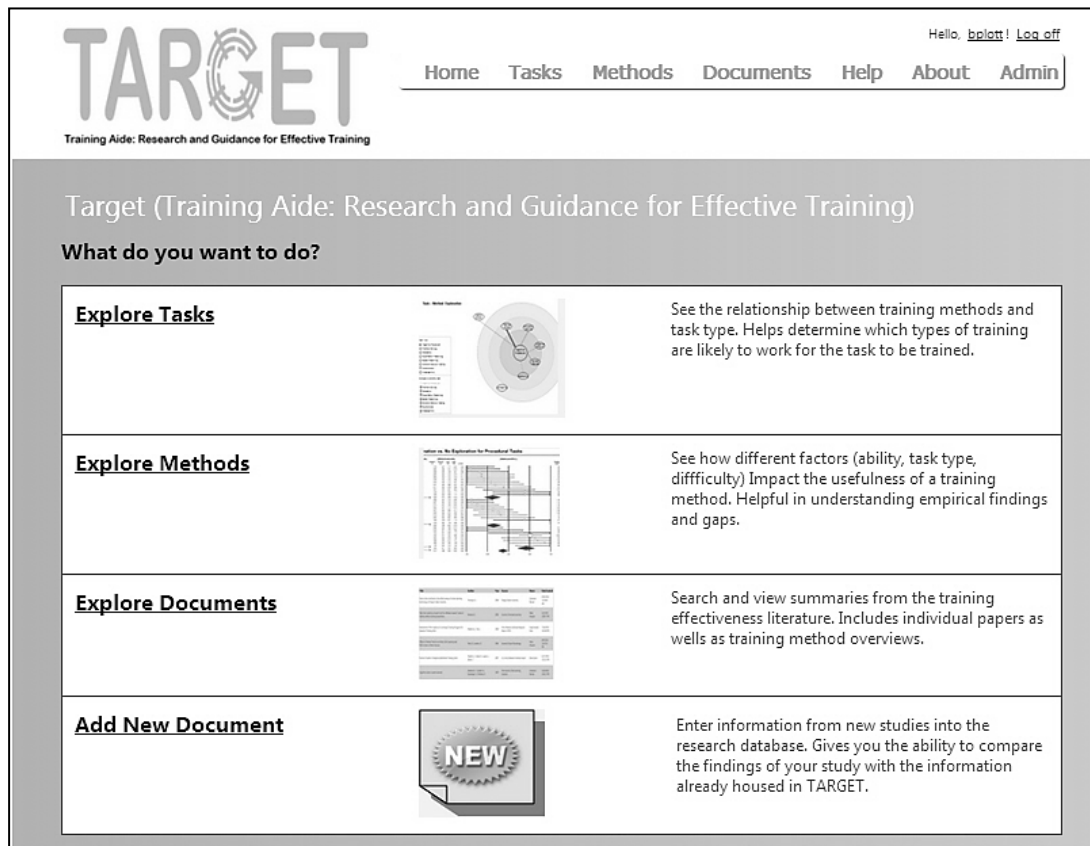 Hello, bplott! Log off
TARGET
Home Tasks Methods Documents Help About Admin
Training Aide: Research and Guidance for Effective Training
Target (Training Aide: Research and Guidance for Effective Training)
What do you want to do?
Explore Tasks
See the relationship between training methods and
task type. Helps determine which types of training
are likely to work for the task to be trained.
Explore Methods
ration vs. No Exploration for Procedural Tasks
See how different factors (ability, task type,
diffficulty) Impact the usefulness of a training
method. Helpful in understanding empirical findings
and gaps.
Explore Documents
Search and view summaries from the training
effectiveness literature. Includes individual papers as
wells as training method overviews.
Add New Document
NEW
Enter information from new studies into the
research database. Gives you the ability to compare
the findings of your study with the information
already housed in TARGET.